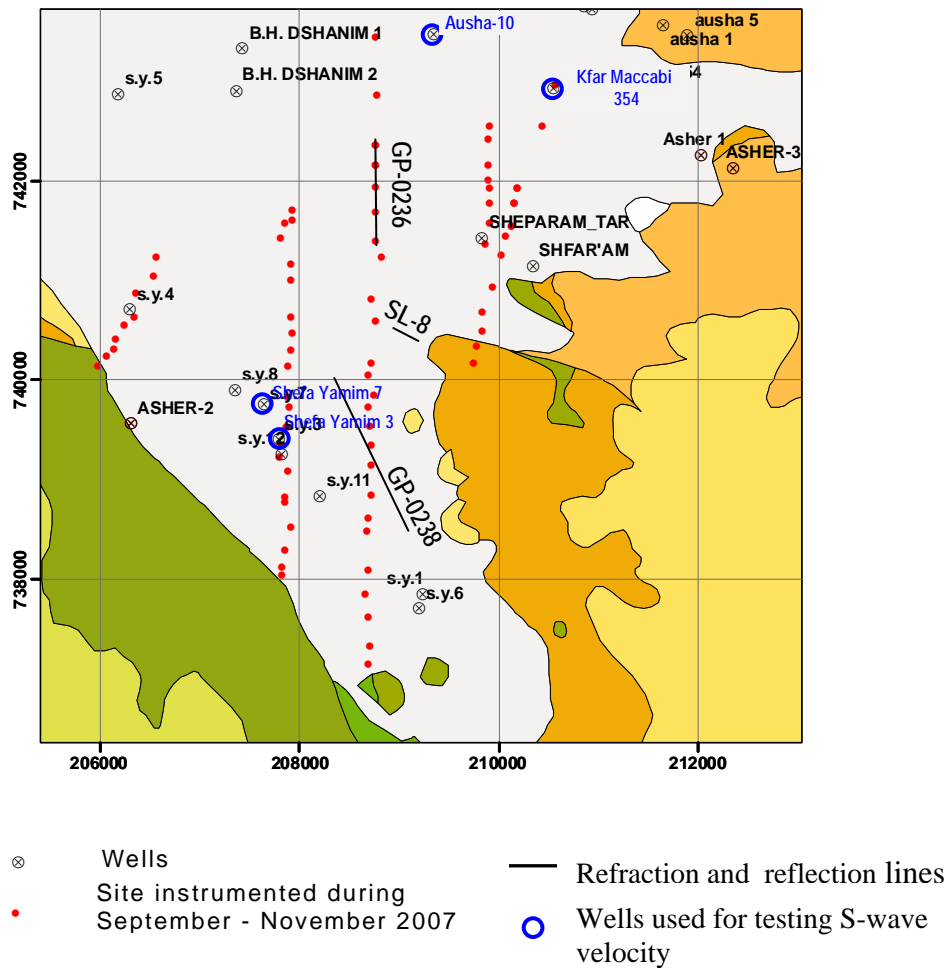 Ausha-10
ausha 5
B.H. DSHANIM 1
ausha 1
s.y.5
B.H. DSHANIM 2
Kfar Maccabi
354
Asher 1
ASHER-3
742000
GP-0236
SHEPARAM_TAR
SHFAR'AM
s.y.4
SL-8
740000
s.y.8
s.y.7
Shefa Yamim 7
ASHER-2
s.y.3
Shefa Yamim 3
s.y.11
GP-0238
738000
s.y.1
s.y.6
206000
208000
210000
212000
Wells
Site instrumented during
September - November 2007
Refraction and reflection lines
Wells used for testing S-wave
velocity